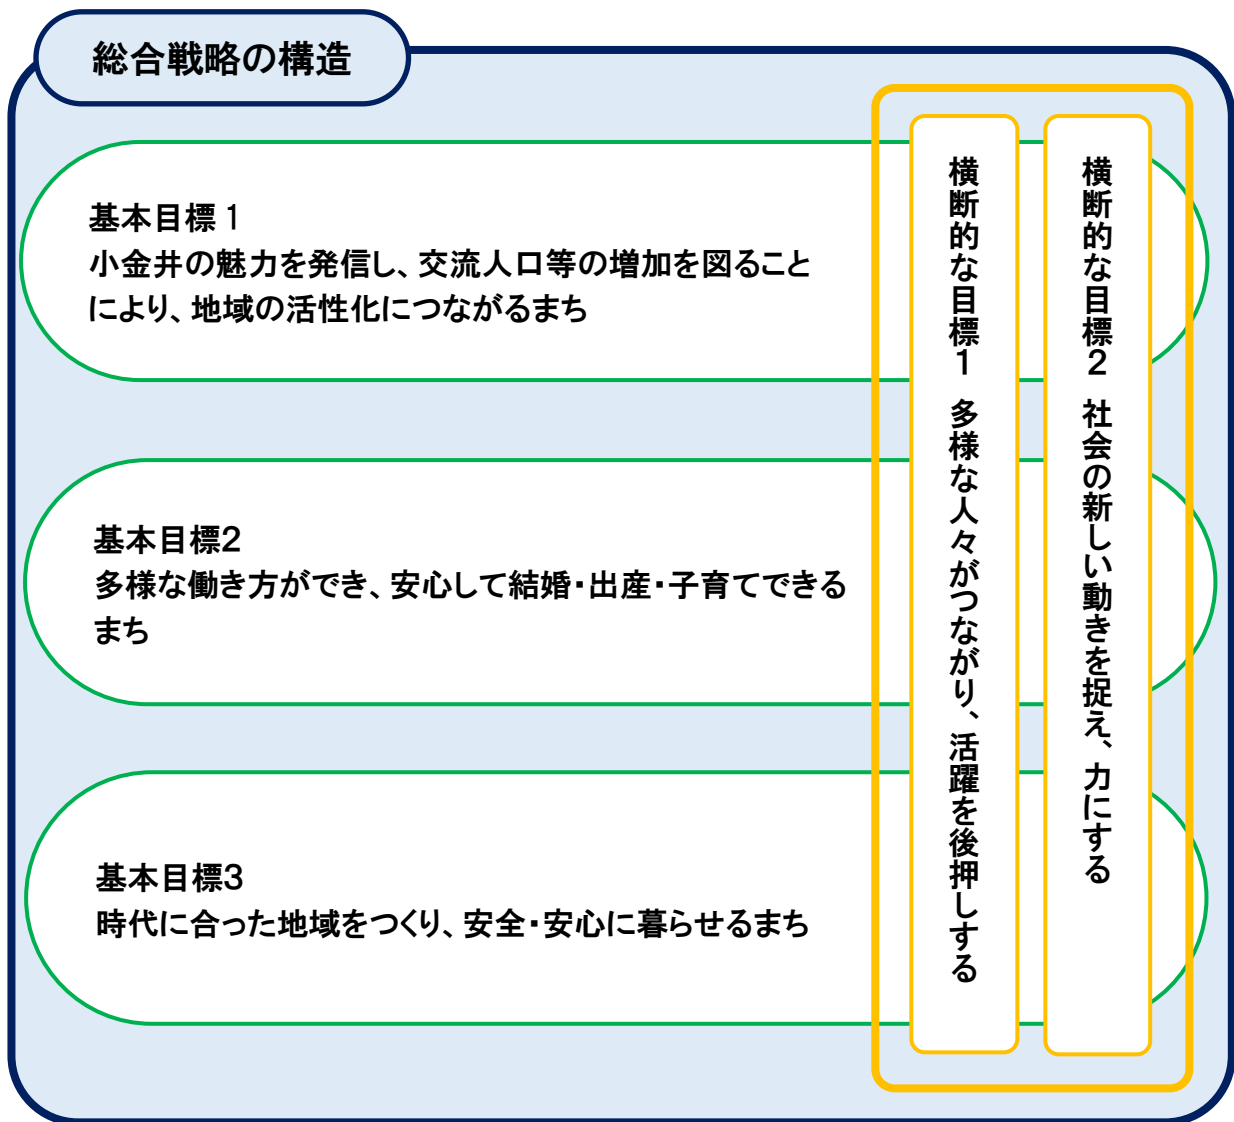 総合戦略の構造
基本目標1
小金井の魅力を発信し、交流人口等の増加を図ること
により、地域の活性化につながるまち
基本目標2
多様な働き方ができ、安心して結婚・出産・子育てできる
まち
基本目標3
時代に合った地域をつくり、安全・安心に暮らせるまち
横断的な目標1 多様な人々がつながり、活躍を後押しする
横断的な目標2 社会の新しい動きを捉え、力にする